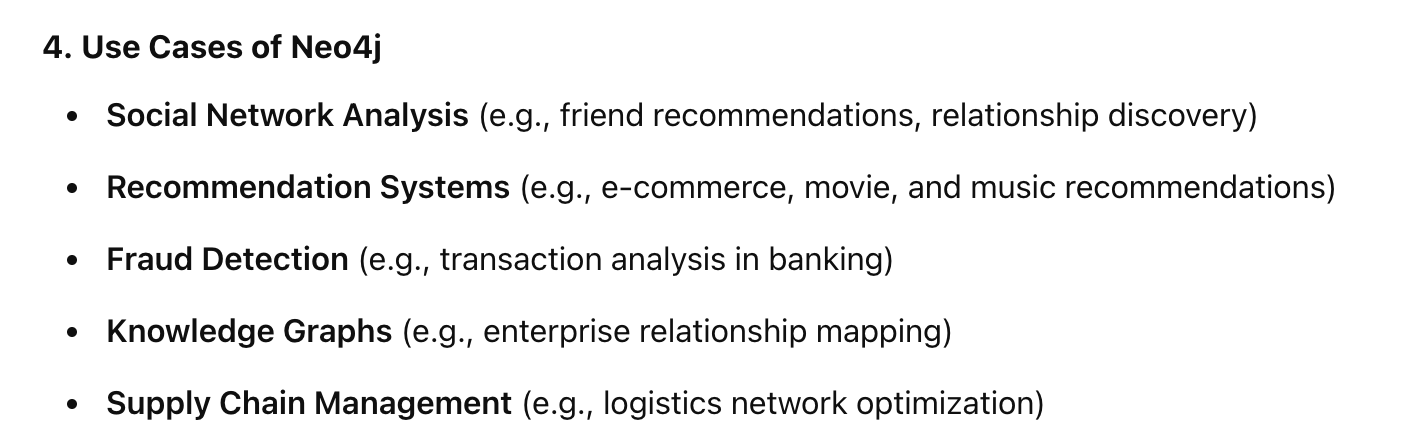 4. Use Cases of Neo4j
• Social Network Analysis (e.g., friend recommendations, relationship discovery)
• Recommendation Systems (e.g., e-commerce, movie, and music recommendations)
• Fraud Detection (e.g., transaction analysis in banking)
• Knowledge Graphs (e.g., enterprise relationship mapping)
• Supply Chain Management (e.g., logistics network optimization)